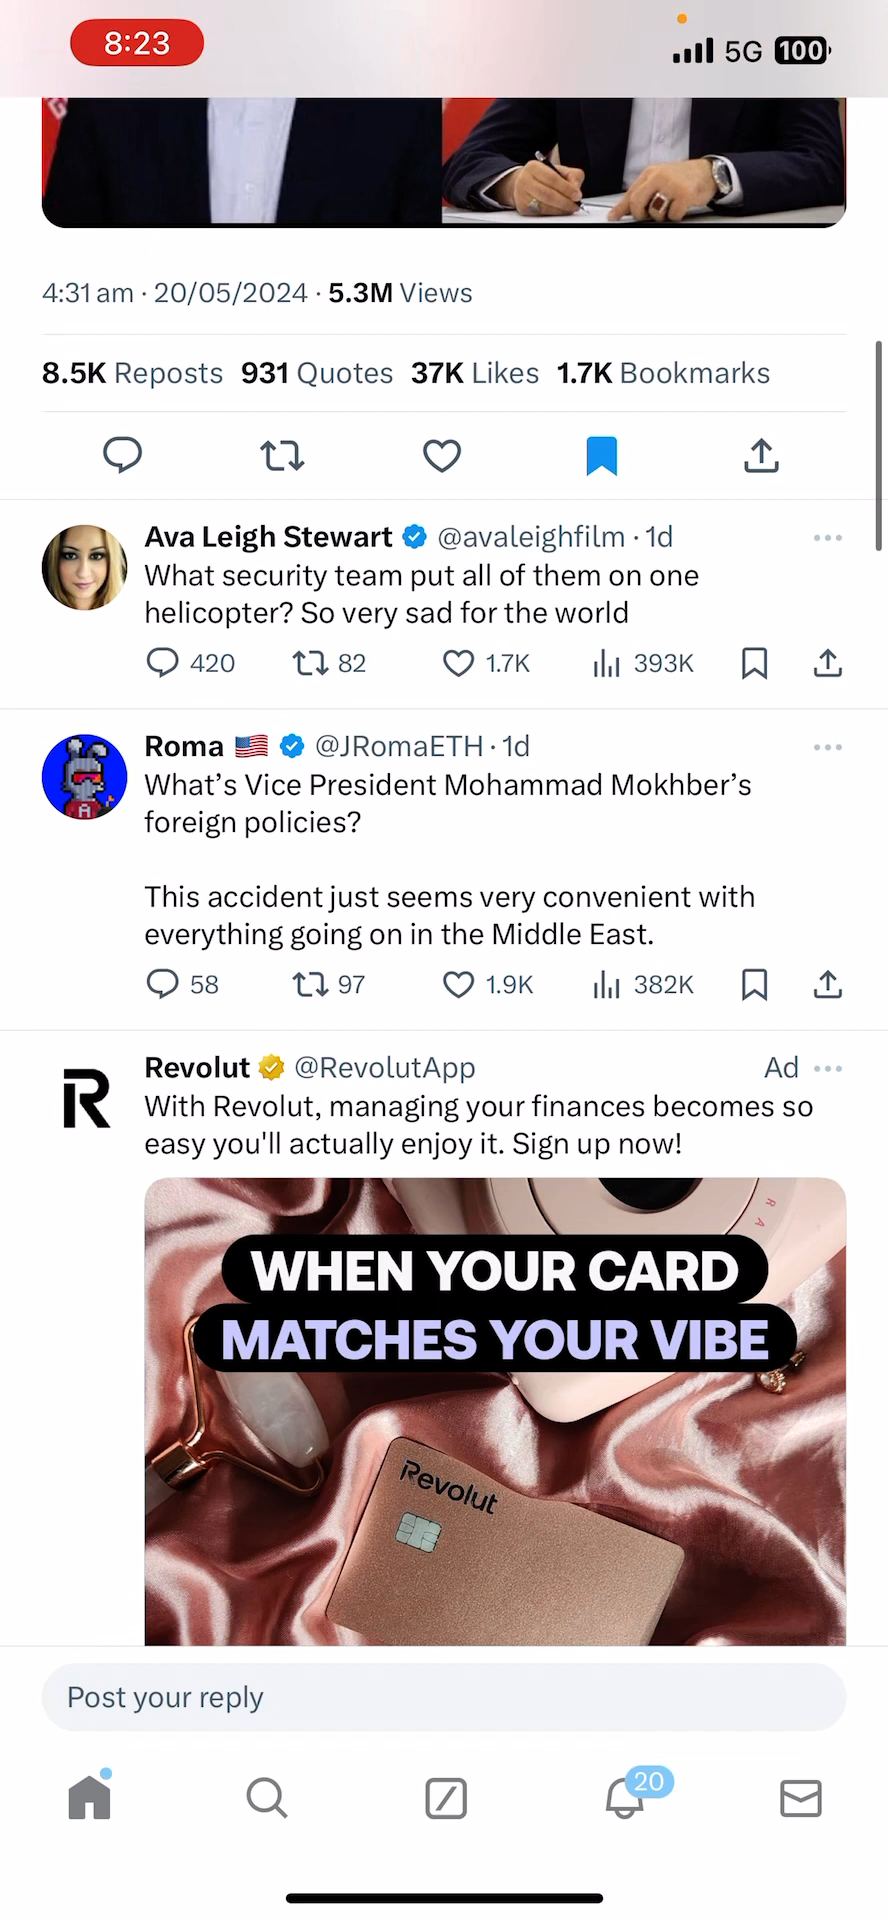 8:23
5G 100
4:31 am · 20/05/2024 · 5.3M Views
8.5K Reposts 931 Quotes 37K Likes 1.7K Bookmarks
Ava Leigh Stewart @avaleighfilm · 1d
What security team put all of them on one
helicopter? So very sad for the world
420 82 1.7K 393K
Roma 🇺🇸 @JRomaETH · 1d
What’s Vice President Mohammad Mokhber’s
foreign policies?
This accident just seems very convenient with
everything going on in the Middle East.
58 97 1.9K 382K
Revolut @RevolutApp Ad
With Revolut, managing your finances becomes so
easy you'll actually enjoy it. Sign up now!
WHEN YOUR CARD
MATCHES YOUR VIBE
Revolut
Post your reply
20